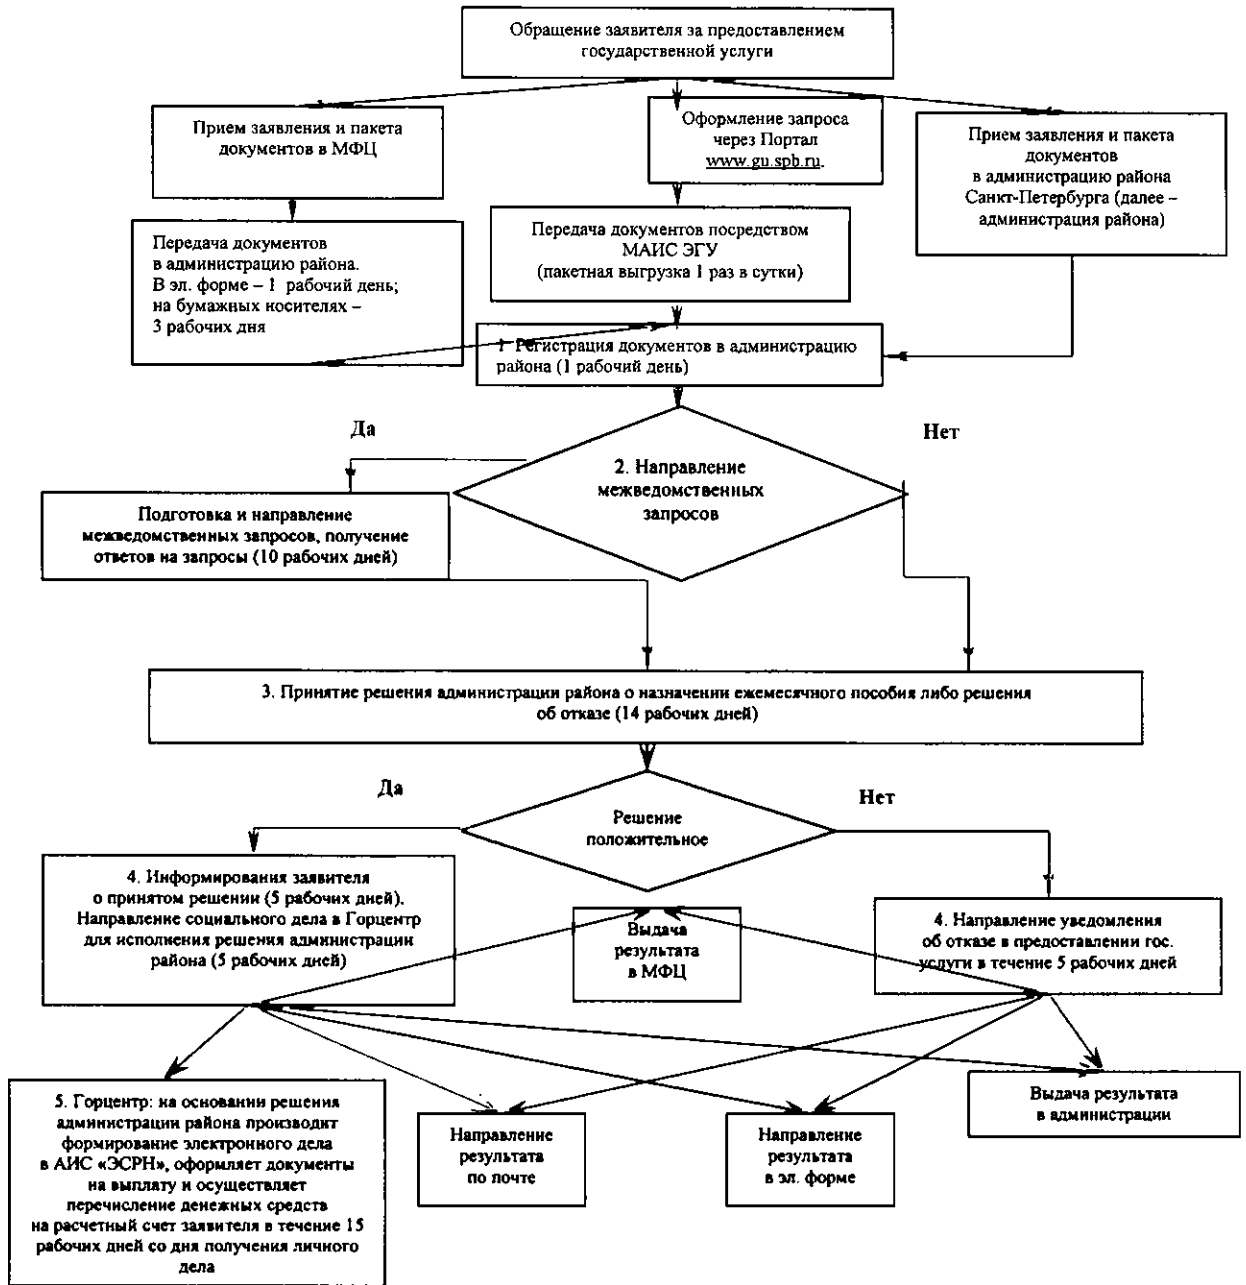 Обращение заявителя за предоставлением
государственной услуги
Прием заявления и пакета
документов в МФЦ
Оформление запроса
через Портал
www.gu.spb.ru.
Прием заявления и пакета
документов
в администрацию района
Санкт-Петербурга (далее –
администрация района)
Передача документов
в администрацию района.
В эл. форме – 1 рабочий день;
на бумажных носителях –
3 рабочих дня
Передача документов посредством
МАИС ЭГУ
(пакетная выгрузка 1 раз в сутки)
1 Регистрация документов в администрацию
района (1 рабочий день)
Да
Нет
2. Направление
межведомственных
запросов
Подготовка и направление
межведомственных запросов, получение
ответов на запросы (10 рабочих дней)
3. Принятие решения администрации района о назначении ежемесячного пособия либо решения
об отказе (14 рабочих дней)
Да
Нет
Решение
положительное
4. Информирования заявителя
о принятом решении (5 рабочих дней).
Направление социального дела в Горцентр
для исполнения решения администрации
района (5 рабочих дней)
Выдача
результата
в МФЦ
4. Направление уведомления
об отказе в предоставлении гос.
услуги в течение 5 рабочих дней
5. Горцентр: на основании решения
администрации района производит
формирование электронного дела
в АИС «ЭСРН», оформляет документы
на выплату и осуществляет
перечисление денежных средств
на расчетный счет заявителя в течение 15
рабочих дней со дня получения личного
дела
Направление
результата
по почте
Направление
результата
в эл. форме
Выдача результата
в администрации